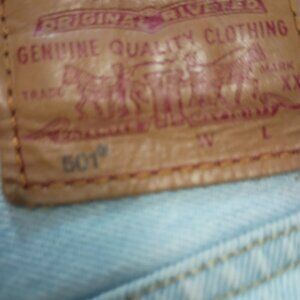 ORIGINAL RIVETED
GENUINE QUALITY CLOTHING
TRADE MARK
XX
W L
501®